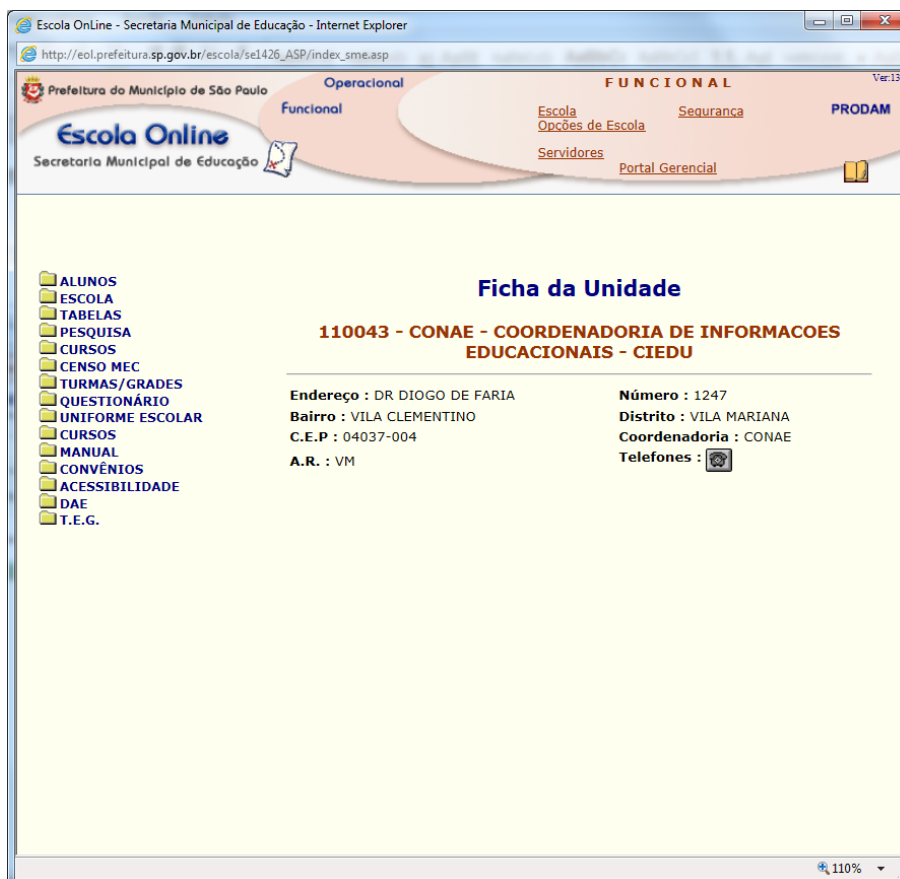 Escola OnLine - Secretaria Municipal de Educação - Internet Explorer
http://eol.prefeitura.sp.gov.br/escola/se1426_ASP/index_sme.asp
Prefeitura do Município de São Paulo
Operacional
FUNCIONAL
Ver:13
Funcional
Escola
Segurança
PRODAM
Opções de Escola
Escola Online
Secretaria Municipal de Educação
Servidores
Portal Gerencial
ALUNOS
ESCOLA
TABELAS
PESQUISA
CURSOS
CENSO MEC
TURMAS/GRADES
QUESTIONÁRIO
UNIFORME ESCOLAR
CURSOS
MANUAL
CONVÊNIOS
ACESSIBILIDADE
DAE
T.E.G.
Ficha da Unidade
110043 - CONAE - COORDENADORIA DE INFORMACOES
EDUCACIONAIS - CIEDU
Endereço : DR DIOGO DE FARIA
Número : 1247
Bairro : VILA CLEMENTINO
Distrito : VILA MARIANA
C.E.P : 04037-004
Coordenadoria : CONAE
A.R. : VM
Telefones :
110%